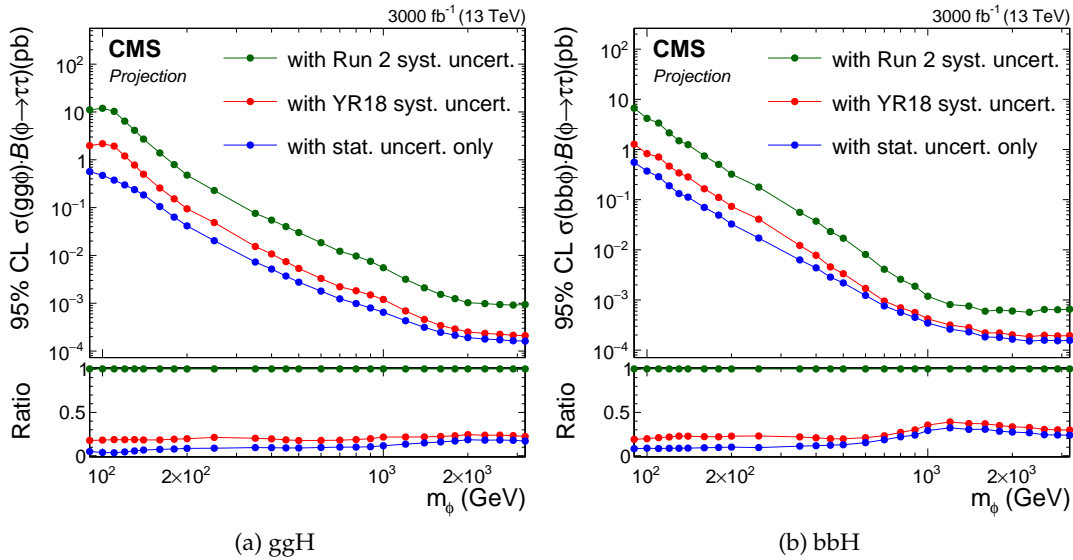 3000 fb⁻¹ (13 TeV)
CMS
Projection
with Run 2 syst. uncert.
with YR18 syst. uncert.
with stat. uncert. only
95% CL σ(ggϕ)⋅B(ϕ→ττ)(pb)
10²
10
1
10⁻¹
10⁻²
10⁻³
10⁻⁴
Ratio
1
0.5
0
10²
2×10²
10³
2×10³
m_ϕ (GeV)
(a) ggH
3000 fb⁻¹ (13 TeV)
CMS
Projection
with Run 2 syst. uncert.
with YR18 syst. uncert.
with stat. uncert. only
95% CL σ(bbϕ)⋅B(ϕ→ττ)(pb)
10²
10
1
10⁻¹
10⁻²
10⁻³
10⁻⁴
Ratio
1
0.5
0
10²
2×10²
10³
2×10³
m_ϕ (GeV)
(b) bbH